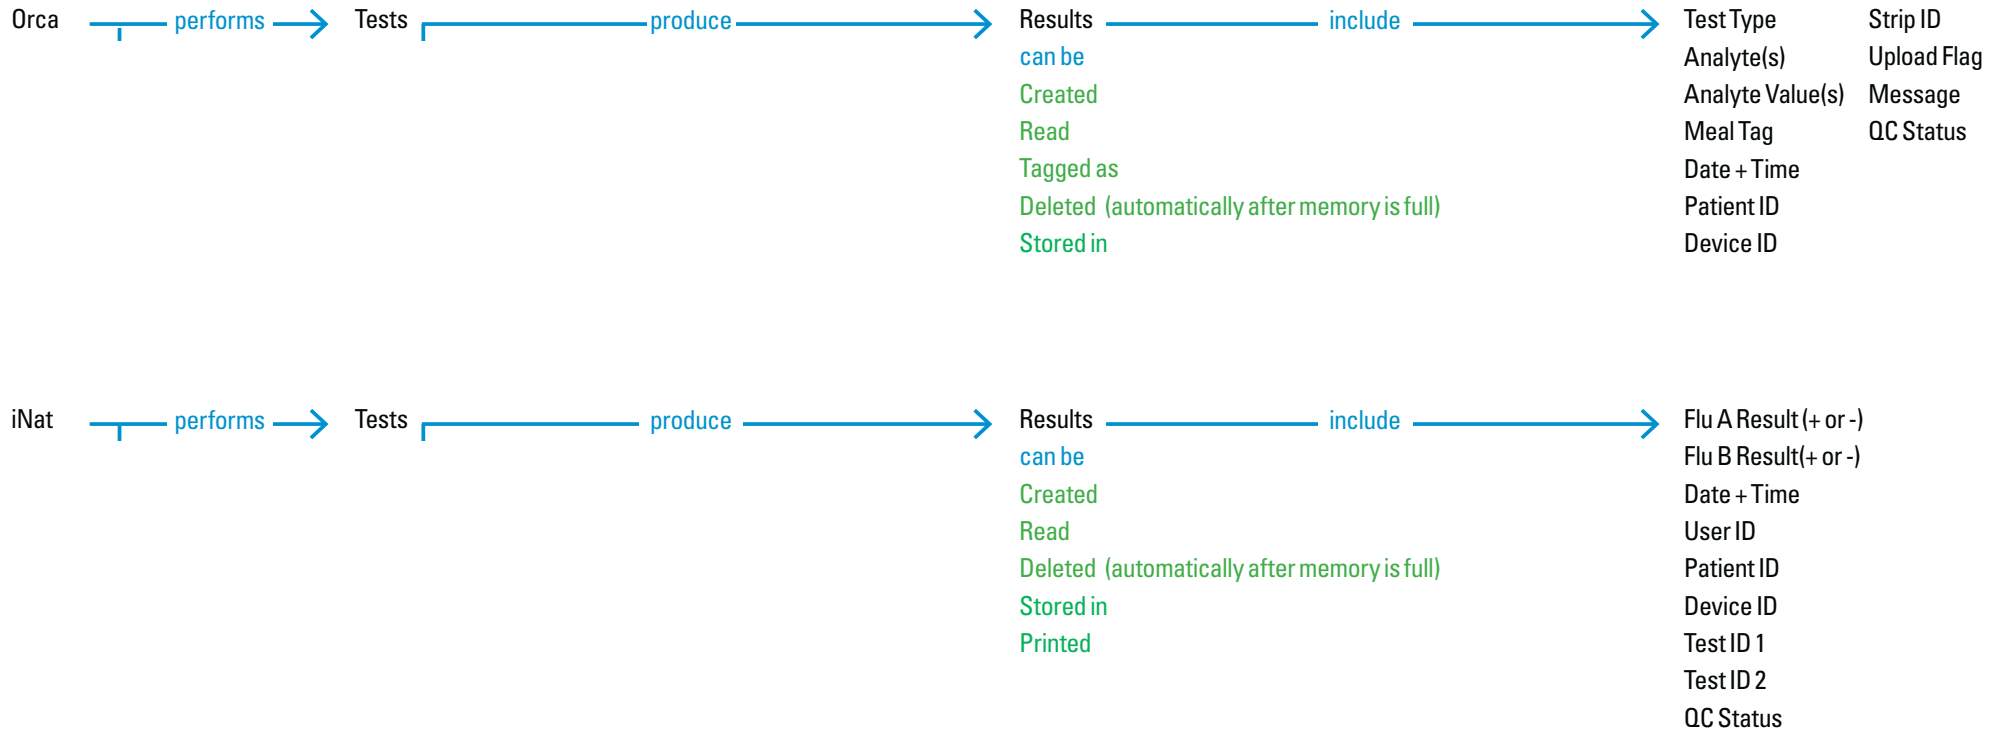 Orca performs Tests produce Results include Test Type Strip ID
can be Analyte(s) Upload Flag
Created Analyte Value(s) Message
Read Meal Tag QC Status
Tagged as Date + Time
Deleted (automatically after memory is full) Patient ID
Stored in Device ID
iNat performs Tests produce Results include Flu A Result (+ or -)
can be Flu B Result(+ or -)
Created Date + Time
Read User ID
Deleted (automatically after memory is full) Patient ID
Stored in Device ID
Printed Test ID 1
Test ID 2
QC Status